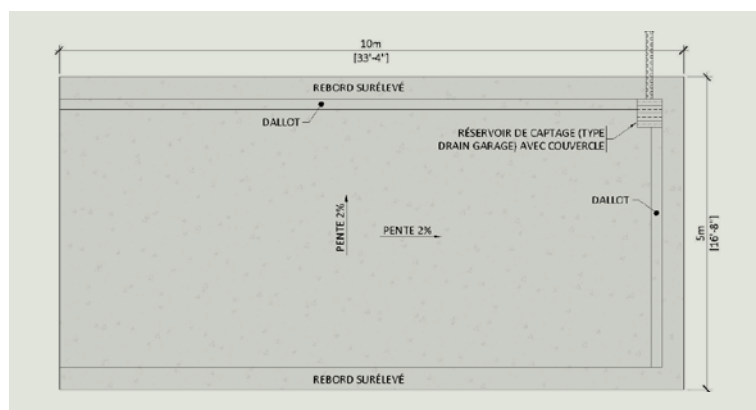 10m
[33'-4"]
REBORD SURÉLEVÉ
DALLOT
RÉSERVOIR DE CAPTAGE (TYPE
DRAIN GARAGE) AVEC COUVERCLE
DALLOT
PENTE 2%
PENTE 2%
5m
[16'-8"]
REBORD SURÉLEVÉ